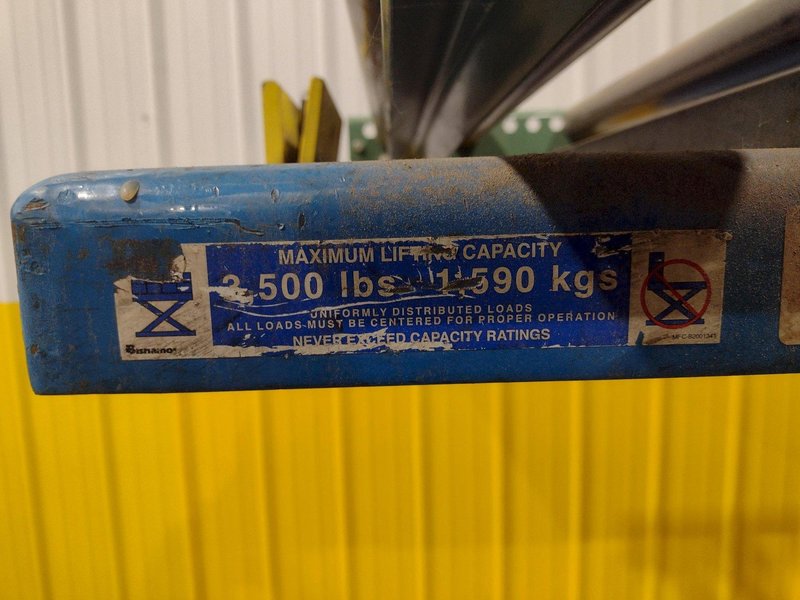 MAXIMUM LIFTING CAPACITY
3,500 lbs 1,590 kgs
UNIFORMLY DISTRIBUTED LOADS
ALL LOADS MUST BE CENTERED FOR PROPER OPERATION
NEVER EXCEED CAPACITY RATINGS
BISHAMON